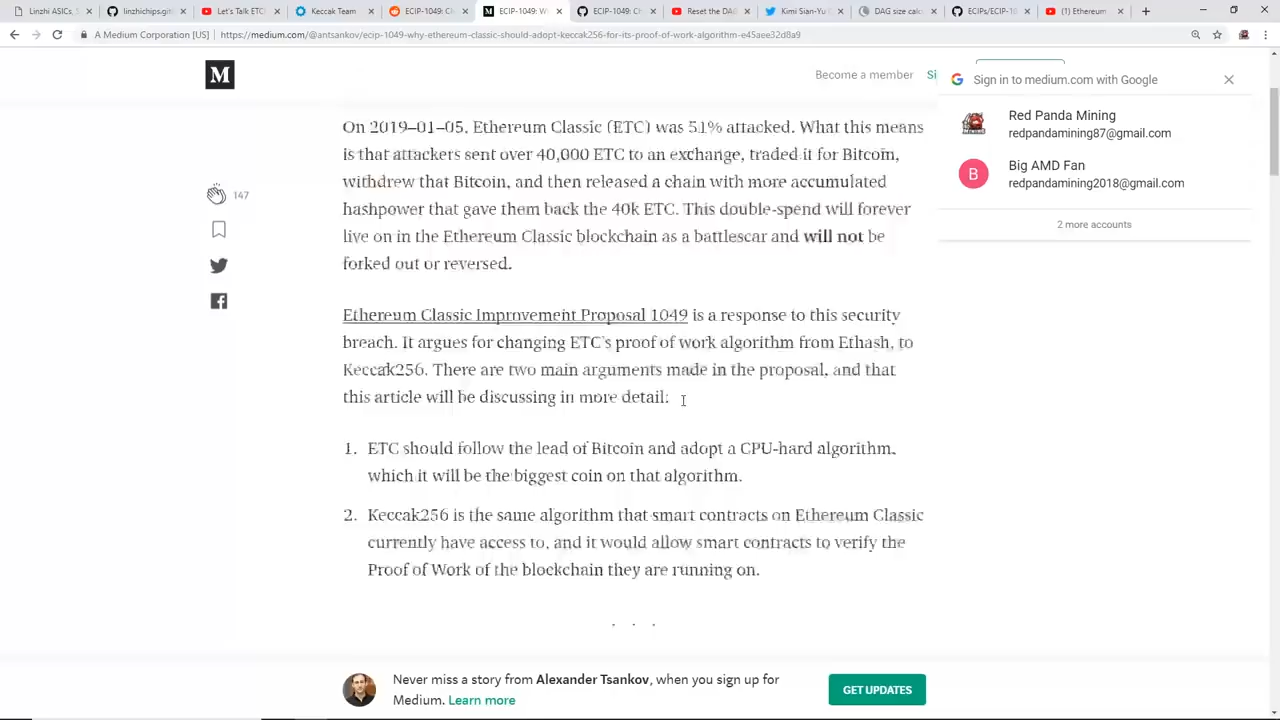 Linzhi ASICs, 
linzhichips.git
Let's Talk ETC
Keccak Team
ECIP-1049: C
ECIP-1049: W
ECIP-1049: C
Reset the DA
Kimi Sian-Yu
DAG size calc
ECIPs/ECIP-10
(1) Ethereum
A Medium Corporation [US] | https://medium.com/@antsankov/ecip-1049-why-ethereum-classic-should-adopt-keccak256-for-its-proof-of-work-algorithm-e45aee32d8a9
M
Become a member
Si
Sign in to medium.com with Google
Red Panda Mining
redpandamining87@gmail.com
B
Big AMD Fan
redpandamining2018@gmail.com
2 more accounts
147
On 2019–01–05, Ethereum Classic (ETC) was 51% attacked. What this means
is that attackers sent over 40,000 ETC to an exchange, traded it for Bitcoin,
withdrew that Bitcoin, and then released a chain with more accumulated
hashpower that gave them back the 40k ETC. This double-spend will forever
live on in the Ethereum Classic blockchain as a battlescar and will not be
forked out or reversed.
Ethereum Classic Improvement Proposal 1049 is a response to this security
breach. It argues for changing ETC's proof of work algorithm from Ethash, to
Keccak256. There are two main arguments made in the proposal, and that
this article will be discussing in more detail:
1. ETC should follow the lead of Bitcoin and adopt a CPU-hard algorithm,
which it will be the biggest coin on that algorithm.
2. Keccak256 is the same algorithm that smart contracts on Ethereum Classic
currently have access to, and it would allow smart contracts to verify the
Proof of Work of the blockchain they are running on.
. . .
Never miss a story from Alexander Tsankov, when you sign up for
Medium. Learn more
GET UPDATES